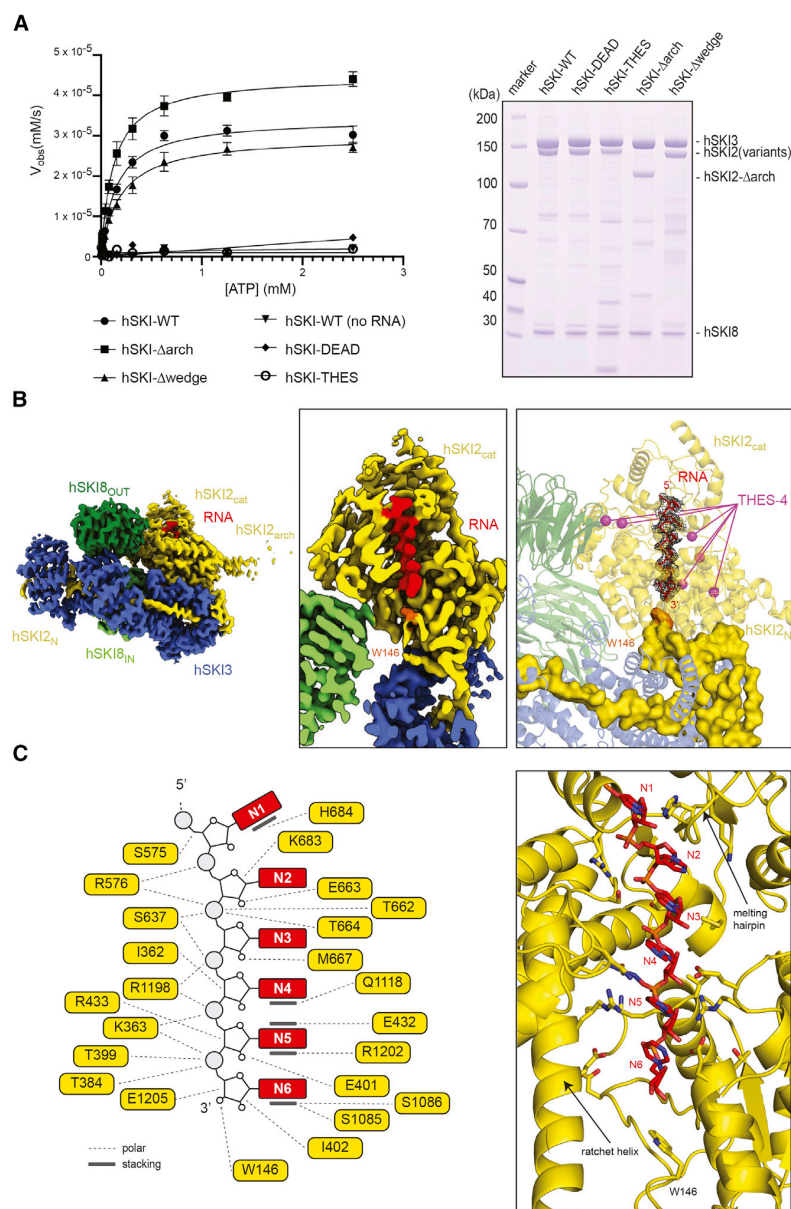 A
5 x 10⁻⁵
4 x 10⁻⁵
3 x 10⁻⁵
2 x 10⁻⁵
1 x 10⁻⁵
0
V_obs(mM/s)
0 1 2 3
[ATP] (mM)
hSKI-WT
hSKI-Δarch
hSKI-Δwedge
hSKI-WT (no RNA)
hSKI-DEAD
hSKI-THES
marker
hSKI-WT
hSKI-DEAD
hSKI-THES
hSKI-Δarch
hSKI-Δwedge
(kDa)
200
150
100
70
50
40
30
- hSKI3
- hSKI2(variants)
- hSKI2-Δarch
- hSKI8
B
hSKI8OUT
hSKI2cat
RNA
hSKI2arch
hSKI2N
hSKI8IN
hSKI3
hSKI2cat
RNA
W146
hSKI2cat
RNA
5'
THES-4
3'
hSKI2N
W146
C
5'
N1
H684
K683
S575
N2
R576
E663
T662
S637
T664
N3
I362
M667
R1198
N4
Q1118
R433
E432
K363
N5
R1202
T399
E401
T384
E1205
N6
S1086
3'
S1085
I402
W146
polar
stacking
N1
N2
melting
hairpin
N3
N4
N5
N6
ratchet helix
W146